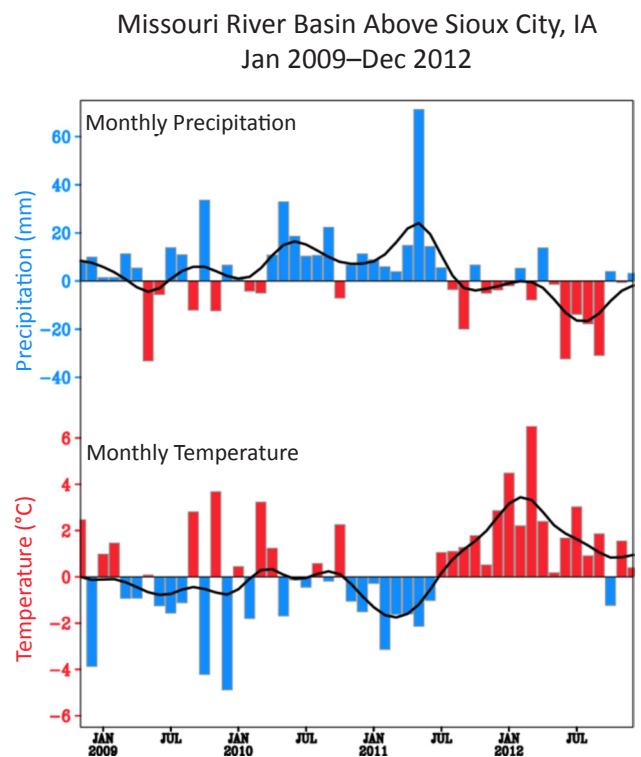 Missouri River Basin Above Sioux City, IA
Jan 2009–Dec 2012
Monthly Precipitation
Precipitation (mm)
60
40
20
0
−20
−40
Monthly Temperature
Temperature (°C)
6
4
2
0
−2
−4
−6
JAN JUL JAN JUL JAN JUL JAN JUL
2009 2010 2011 2012